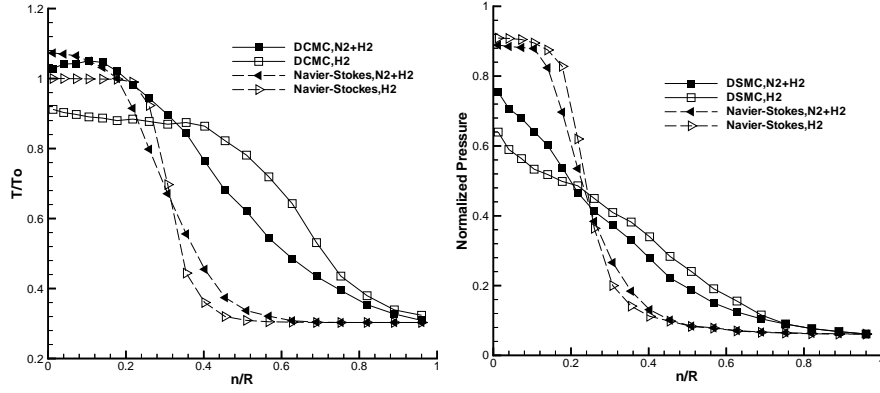 1.2
1
0.8
0.6
0.4
0.2
T/To
0
0.2
0.4
0.6
0.8
1
n/R
DCMC,N2+H2
DCMC,H2
Navier-Stokes,N2+H2
Navier-Stockes,H2
1
0.8
0.6
0.4
0.2
0
Normalized Pressure
0
0.2
0.4
0.6
0.8
1
n/R
DSMC,N2+H2
DSMC,H2
Navier-Stokes,N2+H2
Navier-Stokes,H2